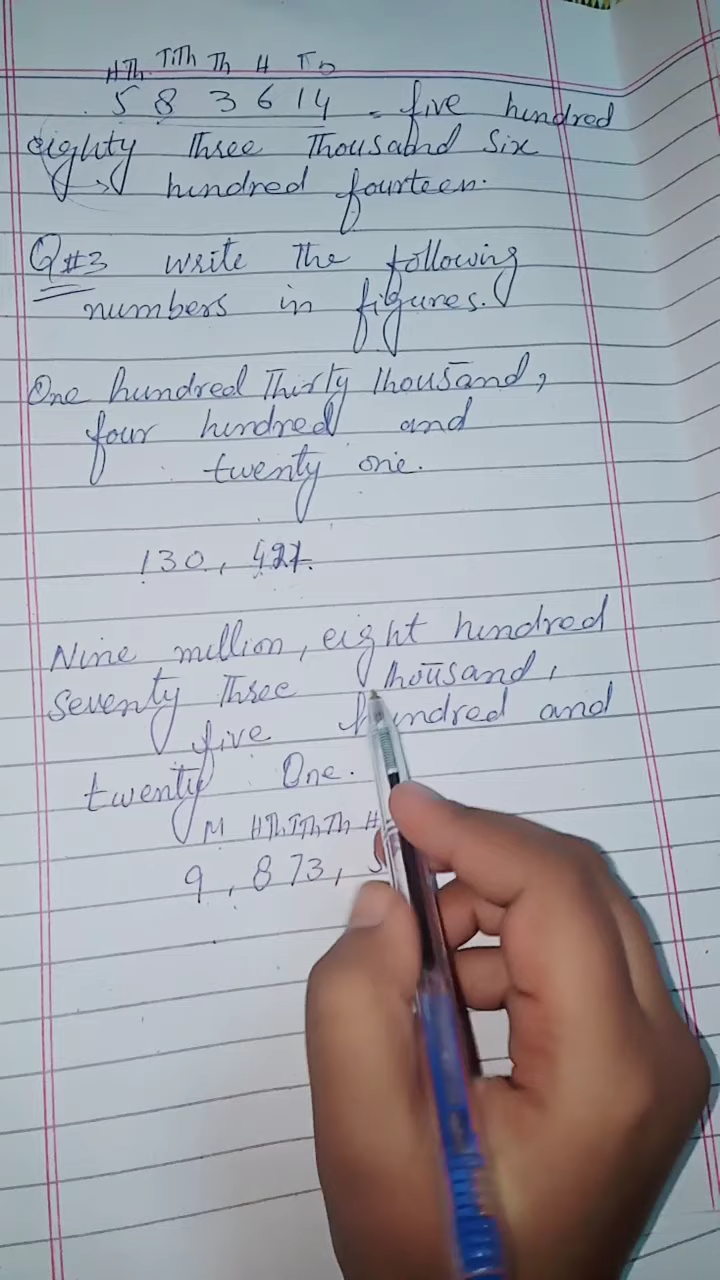 HTh TTh Th H T O
5 8 3 6 1 4 = five hundred
eighty Three Thousand six
hundred fourteen.
Q#3 write The following
numbers in figures.
One hundred Thirty Thousand,
four hundred and
twenty one.
130, 421.
Nine million, eight hundred
seventy Three Thousand,
five hundred and
twenty One.
M HTh TTh Th H
9, 873, 5